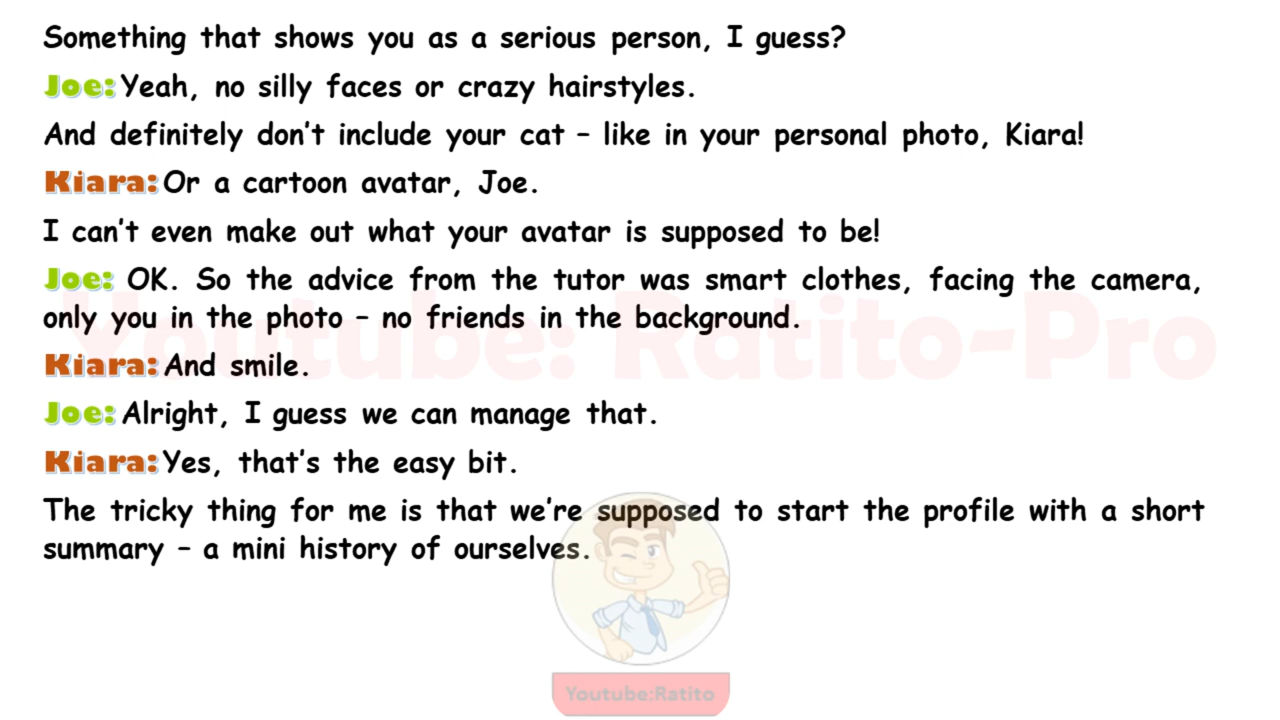 Something that shows you as a serious person, I guess?
Joe: Yeah, no silly faces or crazy hairstyles.
And definitely don't include your cat – like in your personal photo, Kiara!
Kiara: Or a cartoon avatar, Joe.
I can't even make out what your avatar is supposed to be!
Joe: OK. So the advice from the tutor was smart clothes, facing the camera,
only you in the photo – no friends in the background.
Kiara: And smile.
Joe: Alright, I guess we can manage that.
Kiara: Yes, that's the easy bit.
The tricky thing for me is that we're supposed to start the profile with a short
summary – a mini history of ourselves.
Youtube: Ratito-Pro
Youtube:Ratito